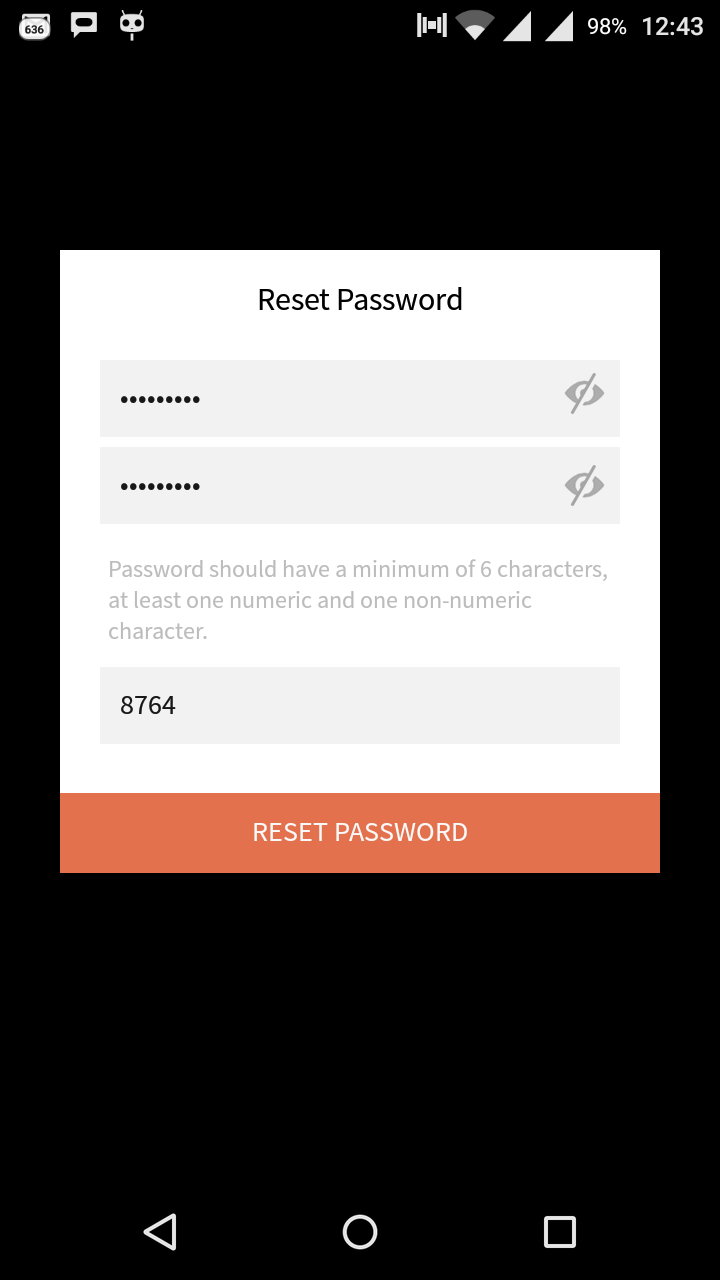 636 98% 12:43
Reset Password
•••••••••
•••••••••
Password should have a minimum of 6 characters,
at least one numeric and one non-numeric
character.
8764
RESET PASSWORD